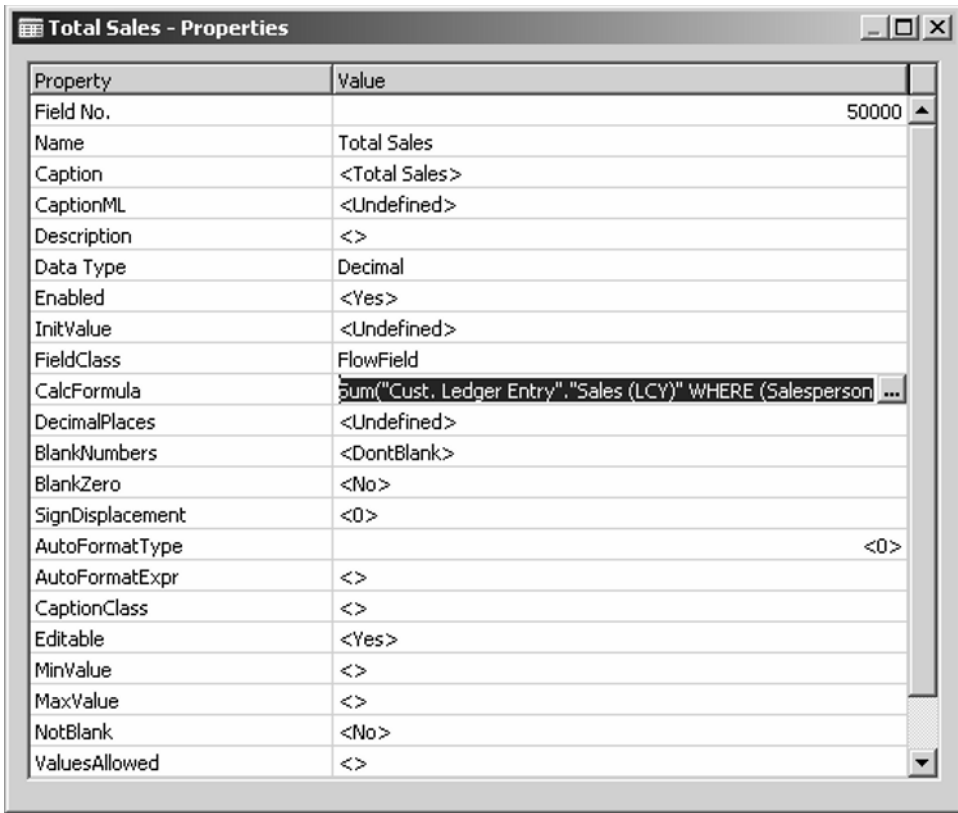 Total Sales - Properties
Property Value
Field No. 50000
Name Total Sales
Caption <Total Sales>
CaptionML <Undefined>
Description <>
Data Type Decimal
Enabled <Yes>
InitValue <Undefined>
FieldClass FlowField
CalcFormula Sum("Cust. Ledger Entry"."Sales (LCY)" WHERE (Salesperson ...
DecimalPlaces <Undefined>
BlankNumbers <DontBlank>
BlankZero <No>
SignDisplacement <0>
AutoFormatType <0>
AutoFormatExpr <>
CaptionClass <>
Editable <Yes>
MinValue <>
MaxValue <>
NotBlank <No>
ValuesAllowed <>